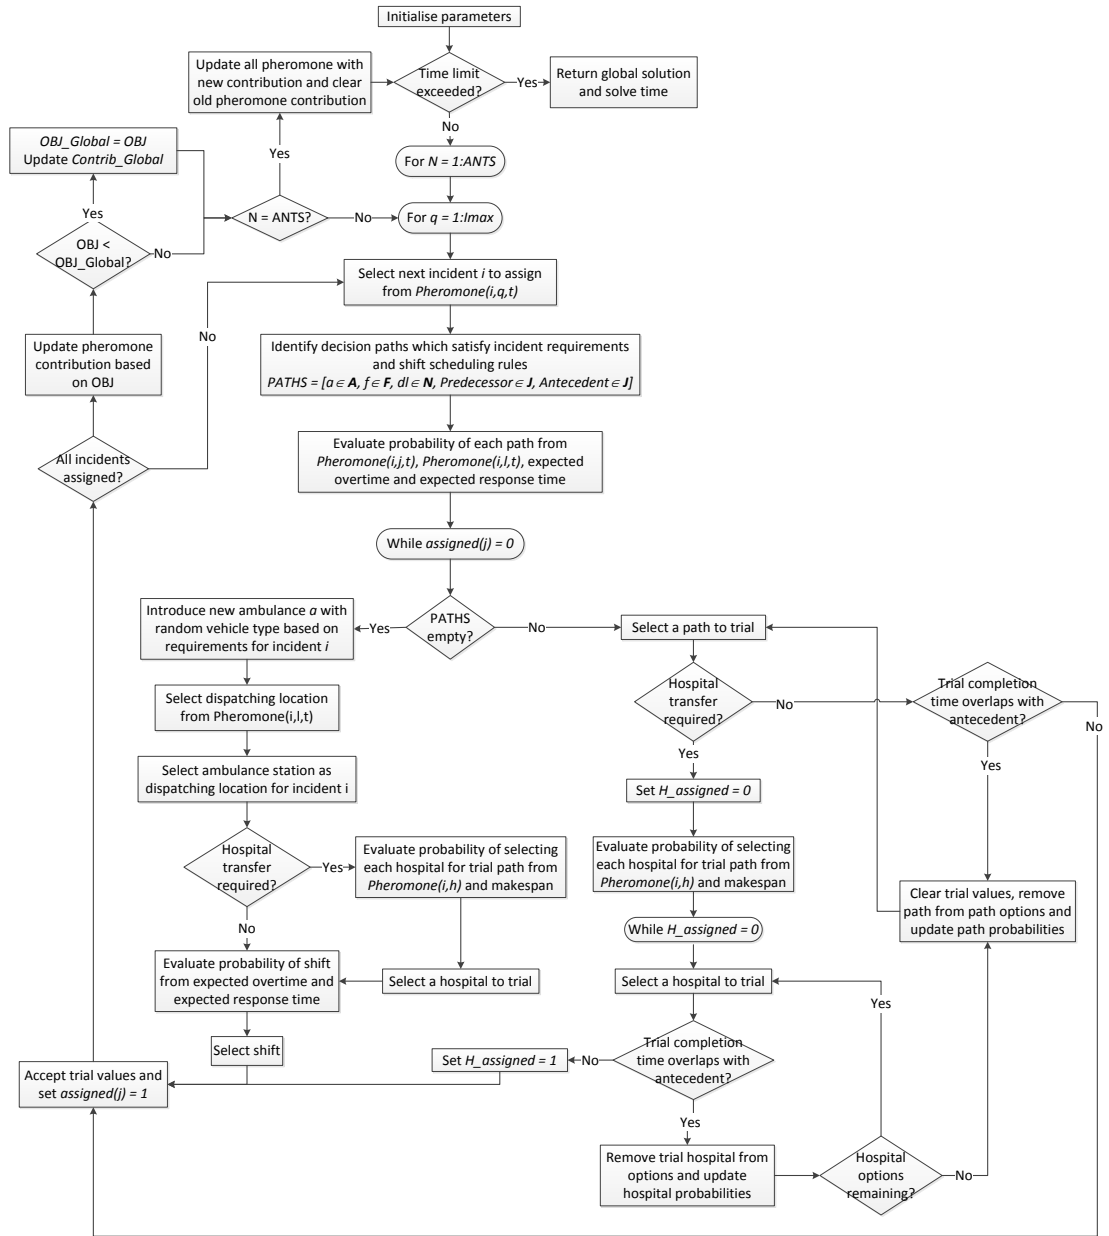 Initialise parameters
Update all pheromone with
new contribution and clear
old pheromone contribution
Time limit
exceeded?
Yes
Return global solution
and solve time
No
OBJ_Global = OBJ
Update Contrib_Global
Yes
For N = 1:ANTS
N = ANTS?
No
For q = 1:Imax
Yes
OBJ <
OBJ_Global?
No
Select next incident i to assign
from Pheromone(i,q,t)
No
Update pheromone
contribution based
on OBJ
Identify decision paths which satisfy incident requirements
and shift scheduling rules
PATHS = [a ∈ A, f ∈ F, dl ∈ N, Predecessor ∈ J, Antecedent ∈ J]
All incidents
assigned?
Evaluate probability of each path from
Pheromone(i,j,t), Pheromone(i,l,t), expected
overtime and expected response time
While assigned(j) = 0
Introduce new ambulance a with
random vehicle type based on
requirements for incident i
Yes
PATHS
empty?
No
Select a path to trial
Select dispatching location
from Pheromone(i,l,t)
Hospital
transfer
required?
No
Trial completion
time overlaps with
antecedent?
No
Yes
Yes
Select ambulance station as
dispatching location for incident i
Set H_assigned = 0
Hospital
transfer
required?
Yes
Evaluate probability of selecting
each hospital for trial path from
Pheromone(i,h) and makespan
Evaluate probability of selecting
each hospital for trial path from
Pheromone(i,h) and makespan
Clear trial values, remove
path from path options and
update path probabilities
No
While H_assigned = 0
Evaluate probability of shift
from expected overtime and
expected response time
Select a hospital to trial
Select a hospital to trial
Yes
Select shift
Set H_assigned = 1
No
Trial completion
time overlaps with
antecedent?
Accept trial values and
set assigned(j) = 1
Yes
Remove trial hospital from
options and update
hospital probabilities
Hospital
options
remaining?
No